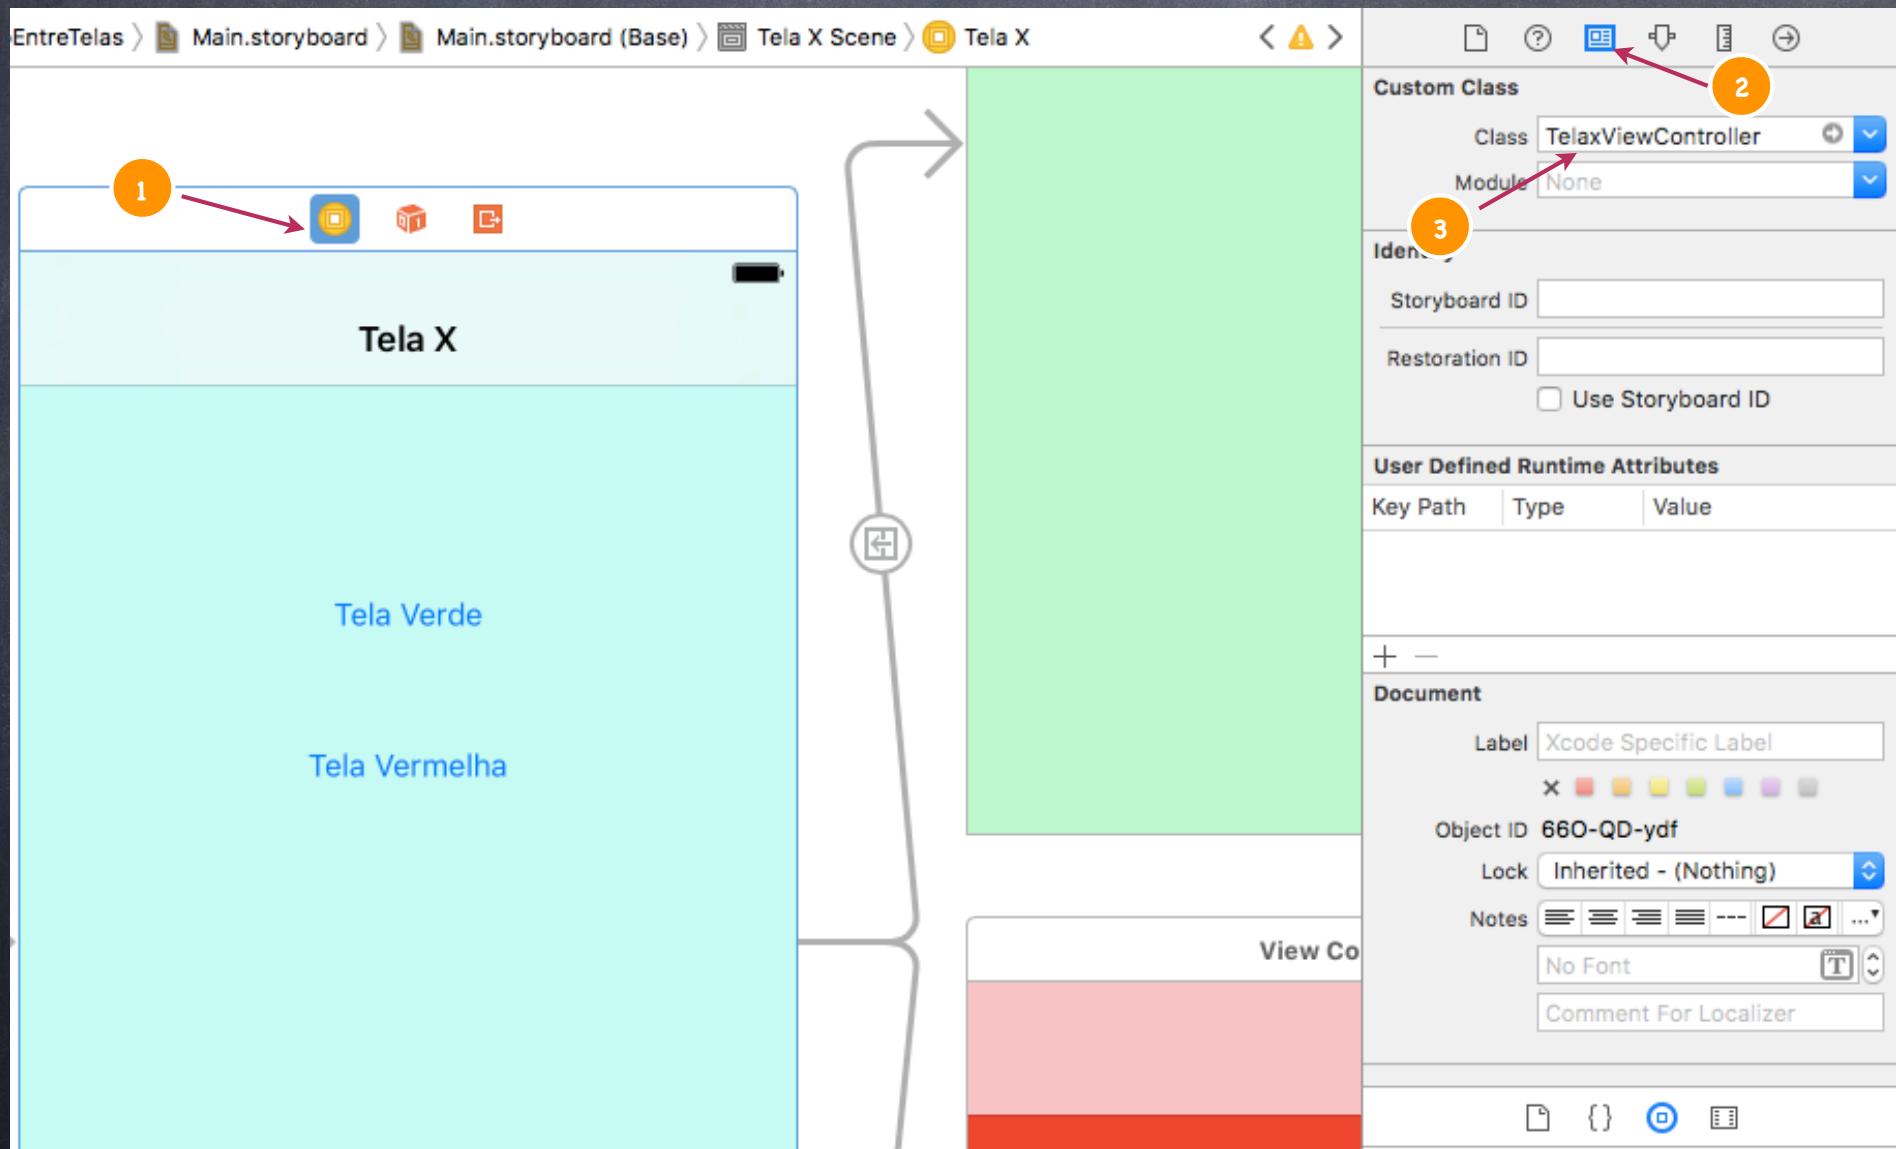 EntreTelas
Main.storyboard
Main.storyboard (Base)
Tela X Scene
Tela X
2
Custom Class
Class TelaxViewController
Module None
1
3
Storyboard ID
Restoration ID
Use Storyboard ID
Tela X
User Defined Runtime Attributes
Key Path Type Value
Tela Verde
Tela Vermelha
Document
Label Xcode Specific Label
Object ID 66O-QD-ydf
Lock Inherited - (Nothing)
Notes
No Font
Comment For Localizer
View Co